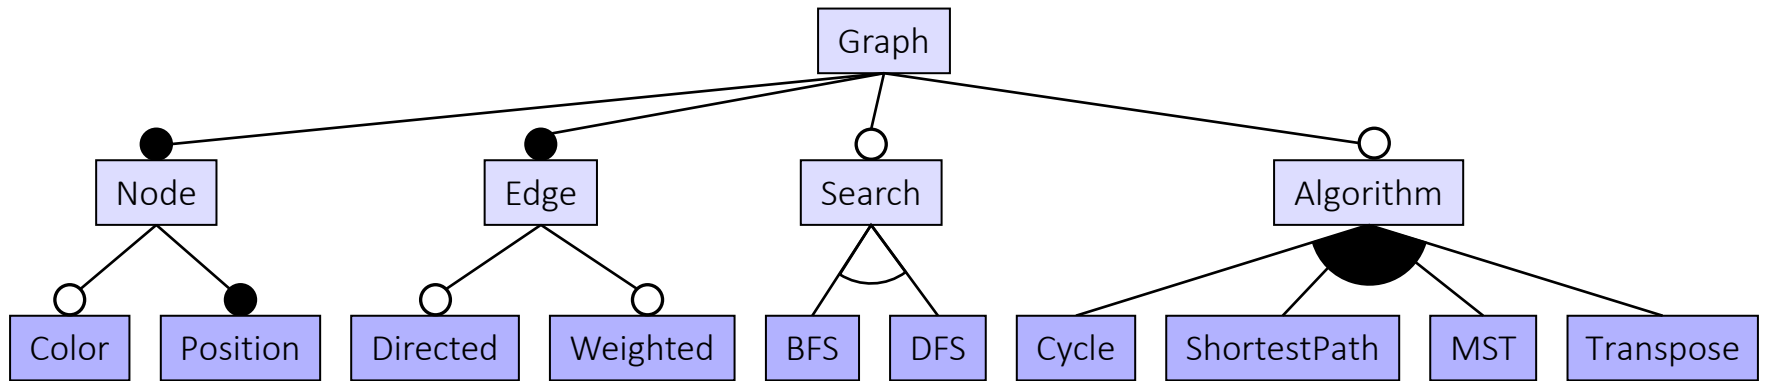 Graph
Node Edge Search Algorithm
Color Position Directed Weighted BFS DFS Cycle ShortestPath MST Transpose